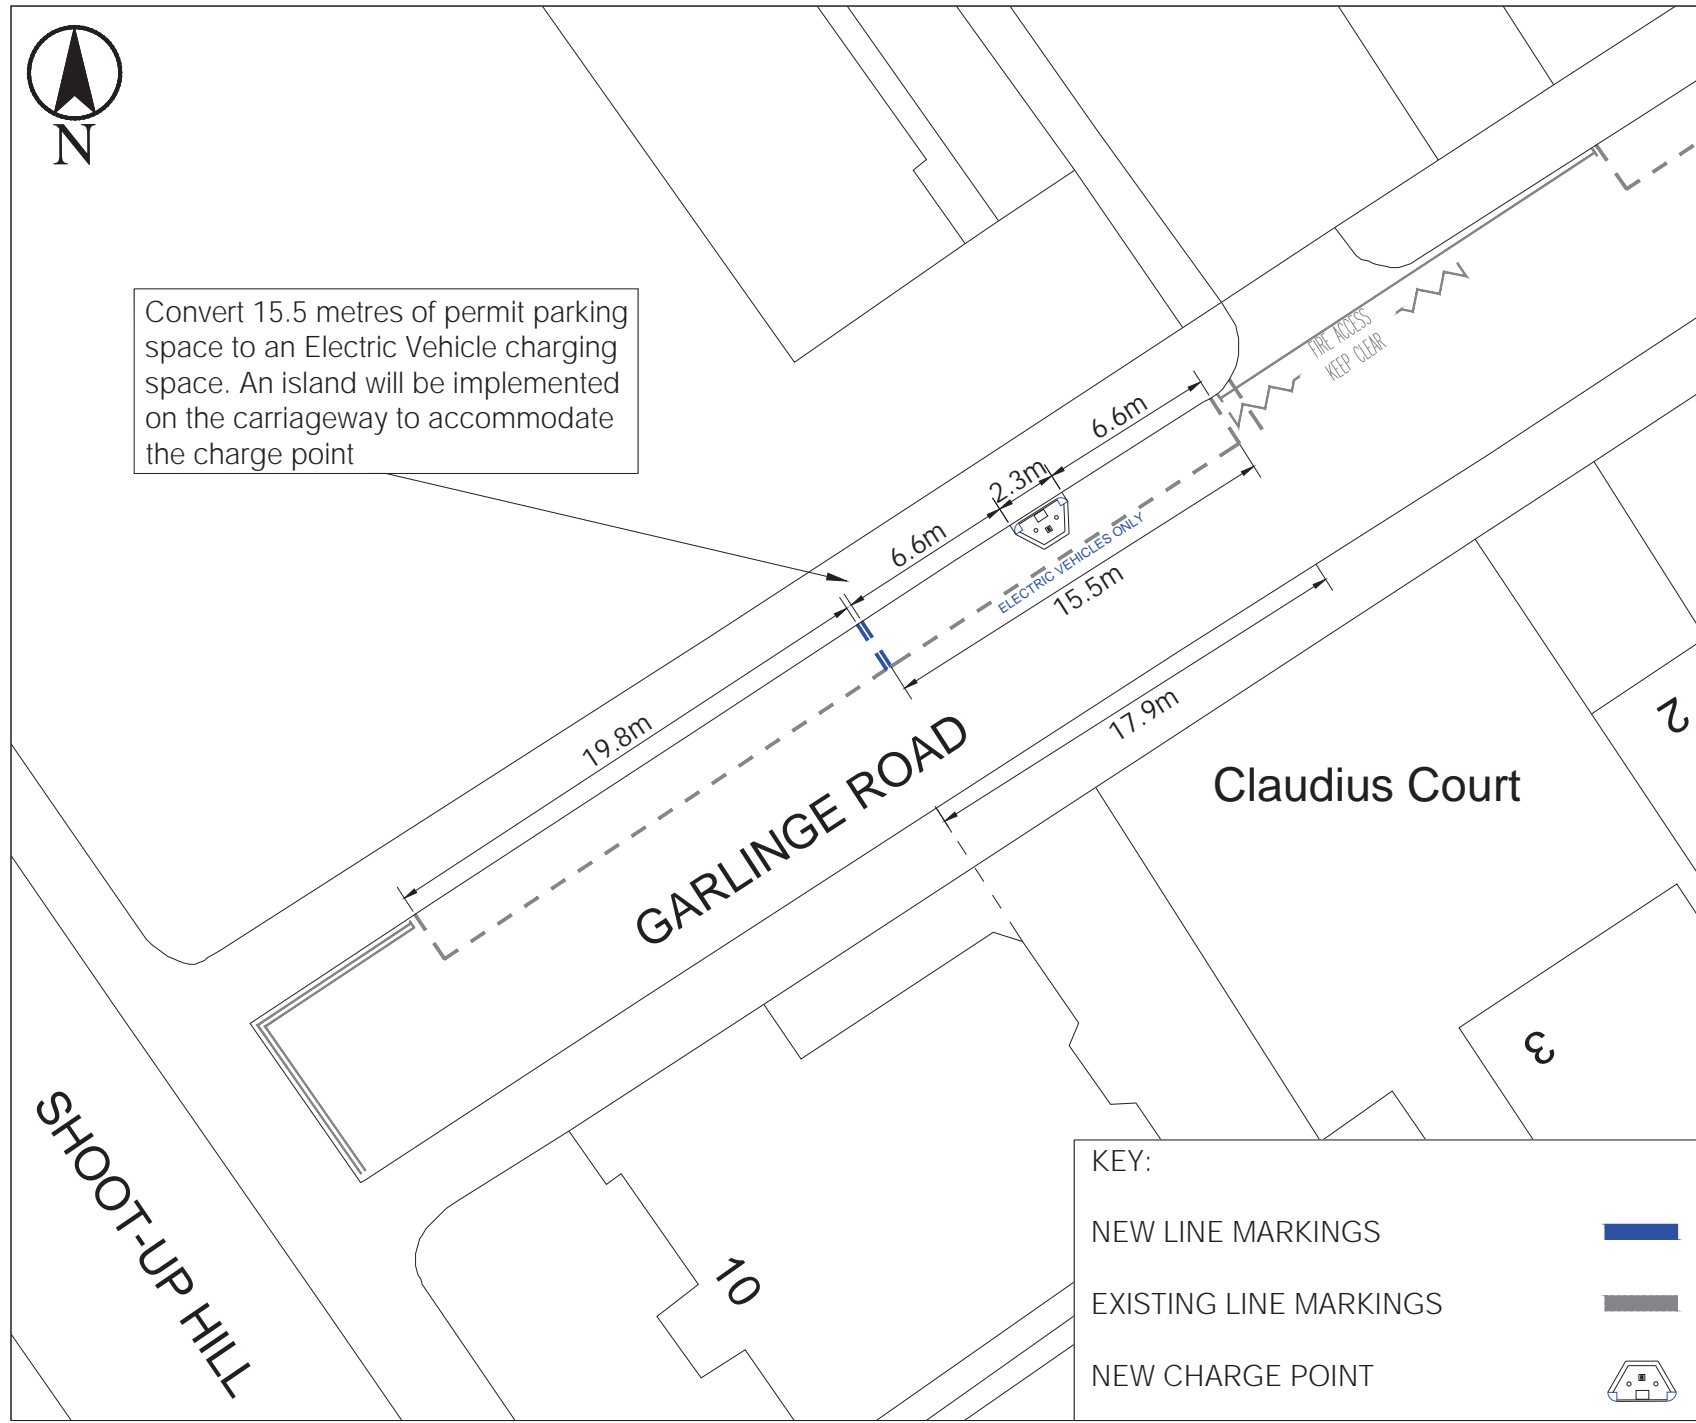 N
Convert 15.5 metres of permit parking
space to an Electric Vehicle charging
space. An island will be implemented
on the carriageway to accommodate
the charge point
FIRE ACCESS
KEEP CLEAR
6.6m
2.3m
6.6m
ELECTRIC VEHICLES ONLY
15.5m
19.8m
17.9m
GARLINGE ROAD
Claudius Court
2
3
10
SHOOT-UP HILL
KEY:
NEW LINE MARKINGS
EXISTING LINE MARKINGS
NEW CHARGE POINT